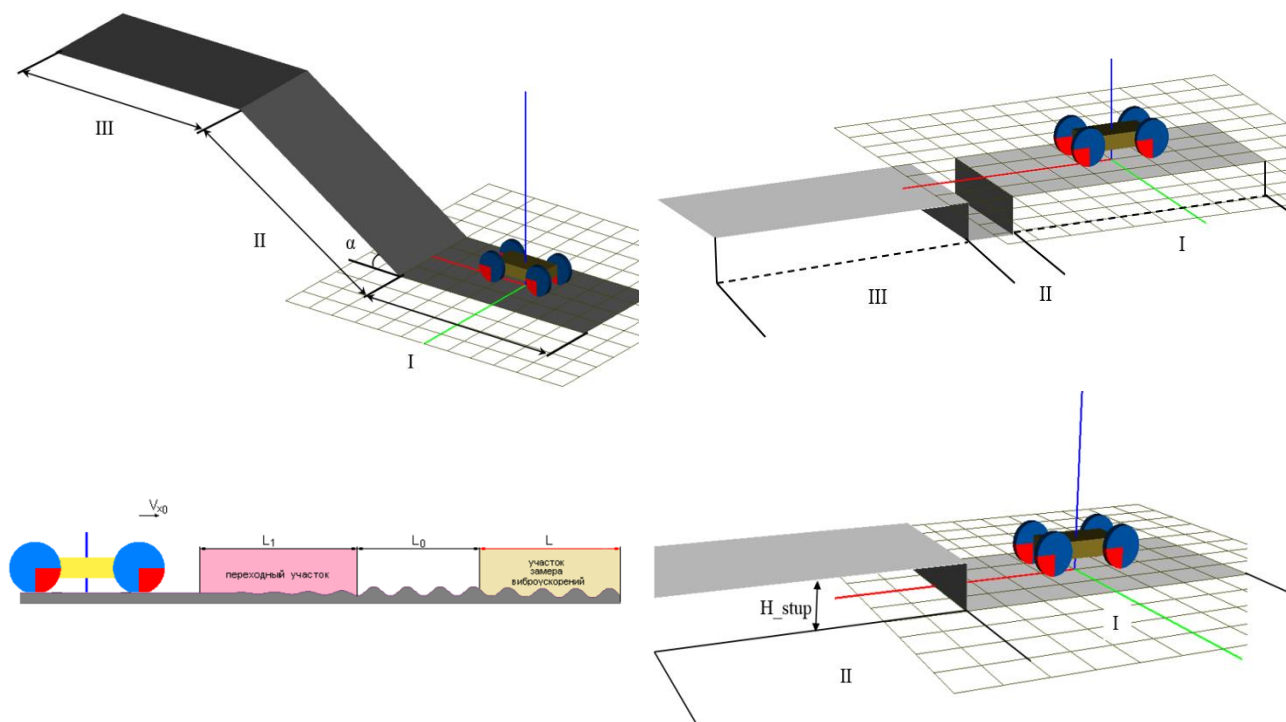 III
II
α
I
I
II
III
Vx0
L1
L0
L
переходный участок
участок
замера
виброускорений
H_stup
I
II